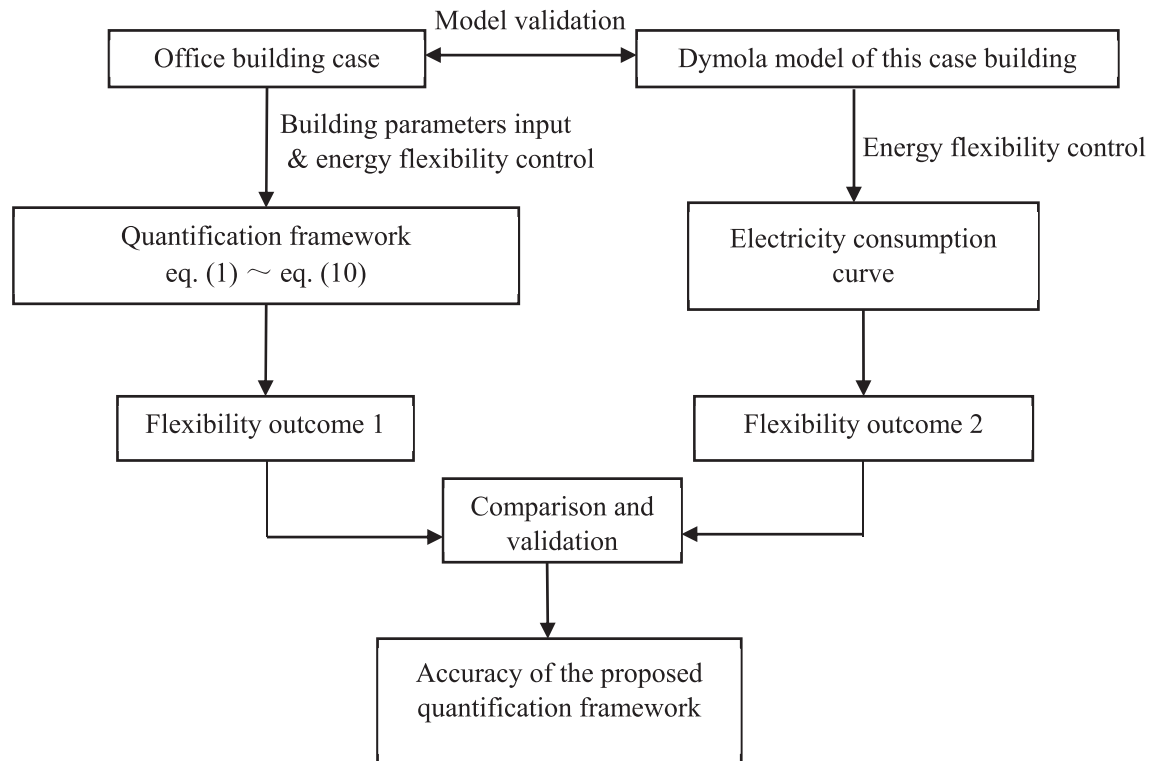 Model validation
Office building case
Dymola model of this case building
Building parameters input
& energy flexibility control
Energy flexibility control
Quantification framework
eq. (1) ～ eq. (10)
Electricity consumption
curve
Flexibility outcome 1
Flexibility outcome 2
Comparison and
validation
Accuracy of the proposed
quantification framework